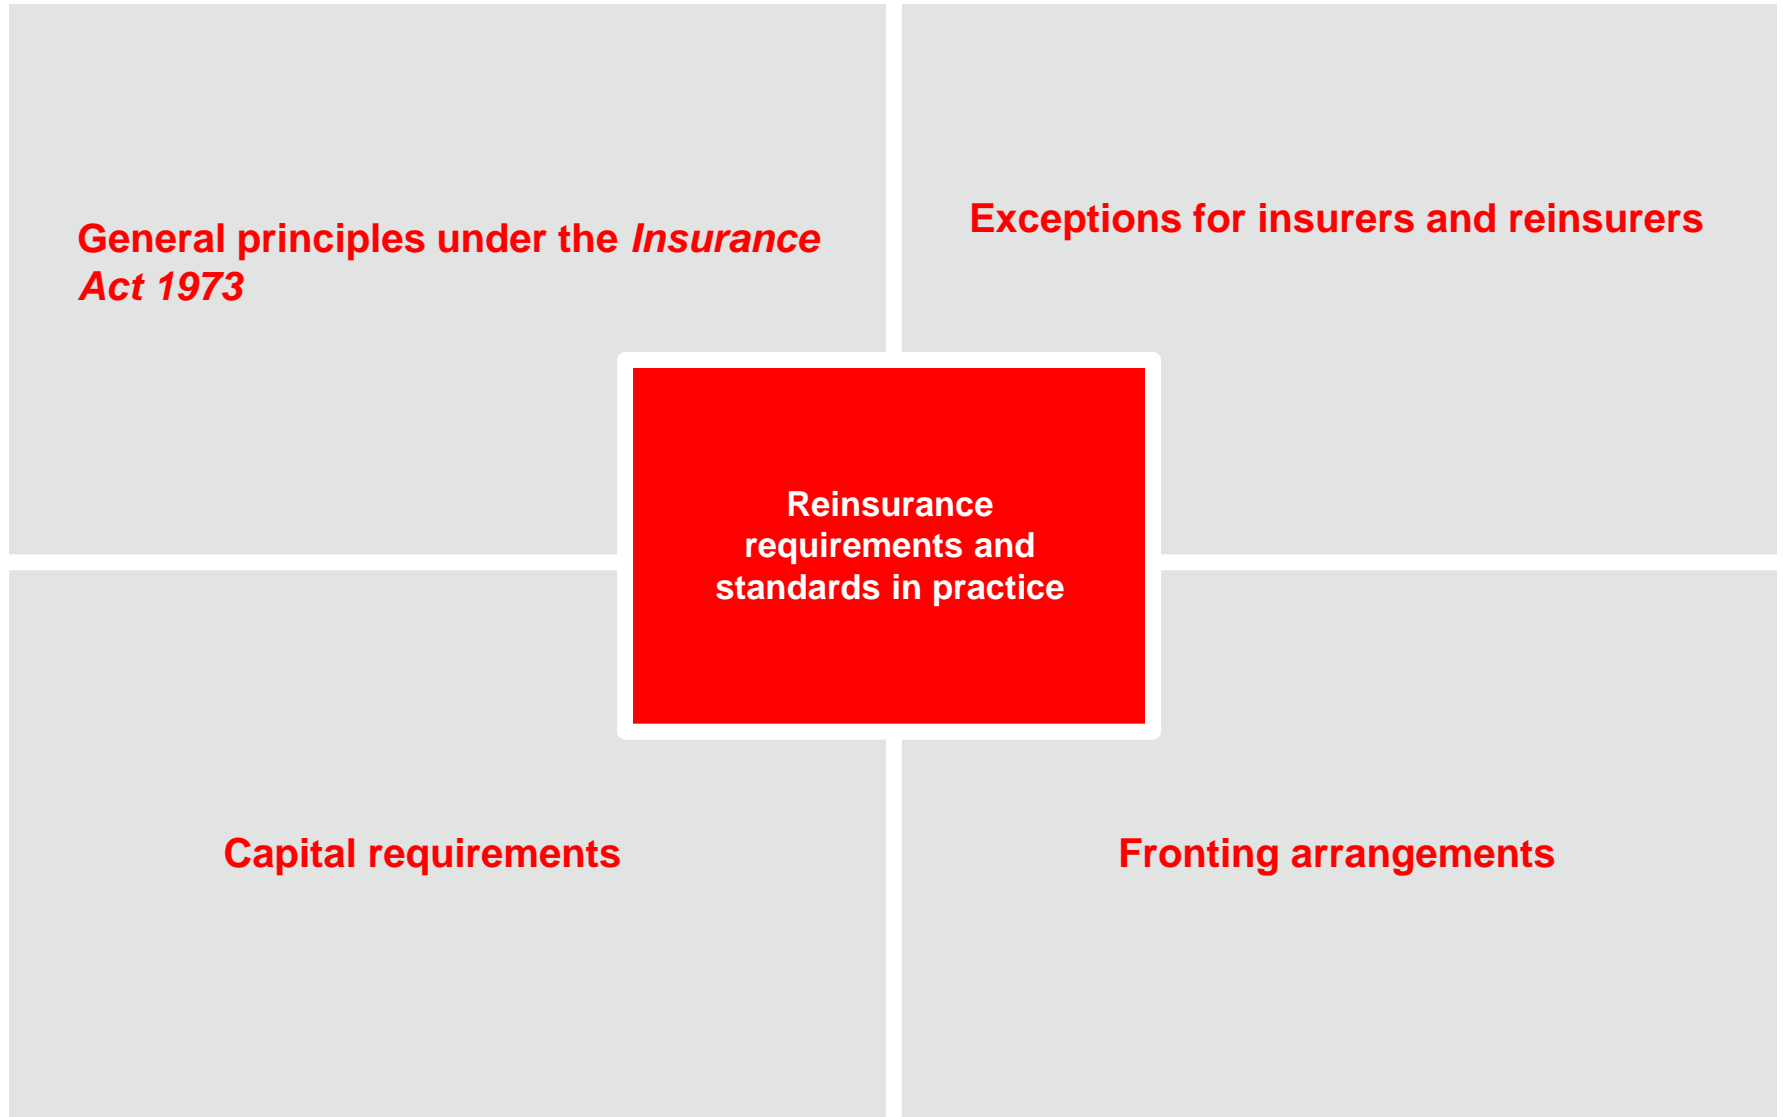 General principles under the Insurance
Act 1973
Exceptions for insurers and reinsurers
Reinsurance
requirements and
standards in practice
Capital requirements
Fronting arrangements